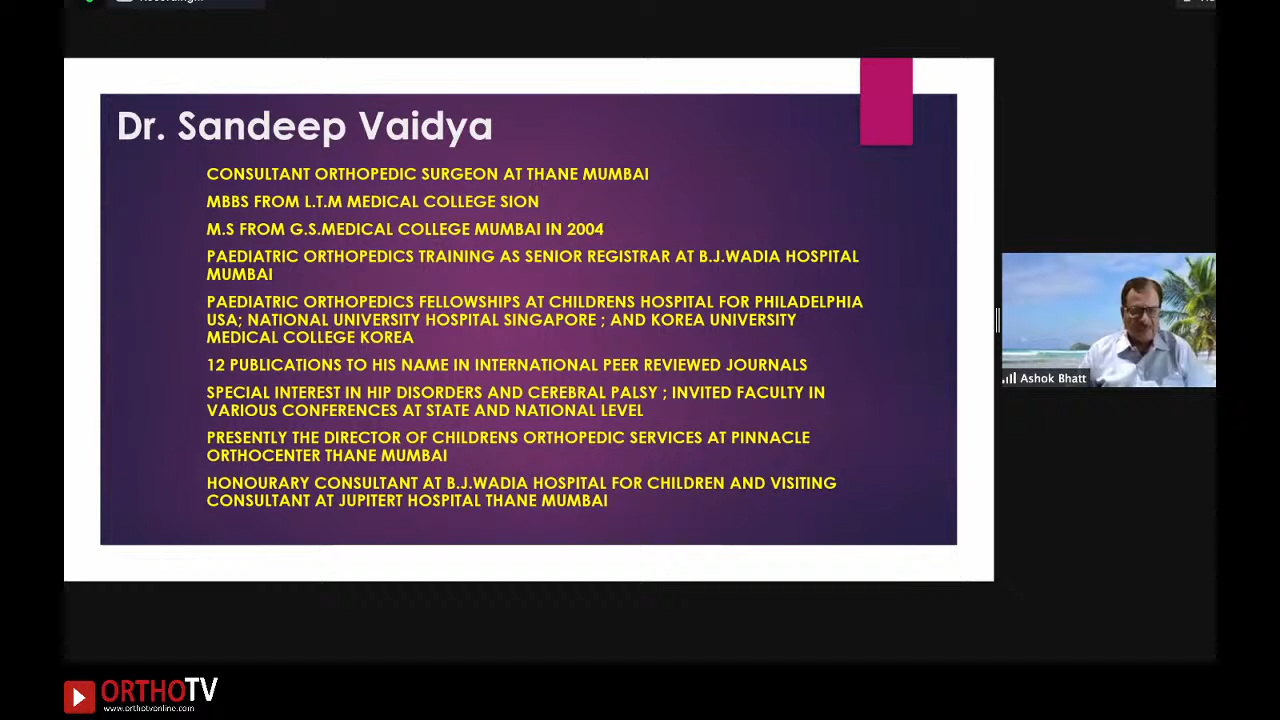 Dr. Sandeep Vaidya
CONSULTANT ORTHOPEDIC SURGEON AT THANE MUMBAI
MBBS FROM L.T.M MEDICAL COLLEGE SION
M.S FROM G.S.MEDICAL COLLEGE MUMBAI IN 2004
PAEDIATRIC ORTHOPEDICS TRAINING AS SENIOR REGISTRAR AT B.J.WADIA HOSPITAL
MUMBAI
PAEDIATRIC ORTHOPEDICS FELLOWSHIPS AT CHILDRENS HOSPITAL FOR PHILADELPHIA
USA; NATIONAL UNIVERSITY HOSPITAL SINGAPORE ; AND KOREA UNIVERSITY
MEDICAL COLLEGE KOREA
12 PUBLICATIONS TO HIS NAME IN INTERNATIONAL PEER REVIEWED JOURNALS
SPECIAL INTEREST IN HIP DISORDERS AND CEREBRAL PALSY ; INVITED FACULTY IN
VARIOUS CONFERENCES AT STATE AND NATIONAL LEVEL
PRESENTLY THE DIRECTOR OF CHILDRENS ORTHOPEDIC SERVICES AT PINNACLE
ORTHOCENTER THANE MUMBAI
HONOURARY CONSULTANT AT B.J.WADIA HOSPITAL FOR CHILDREN AND VISITING
CONSULTANT AT JUPITERT HOSPITAL THANE MUMBAI
Ashok Bhatt
ORTHOTV
www.orthotvonline.com